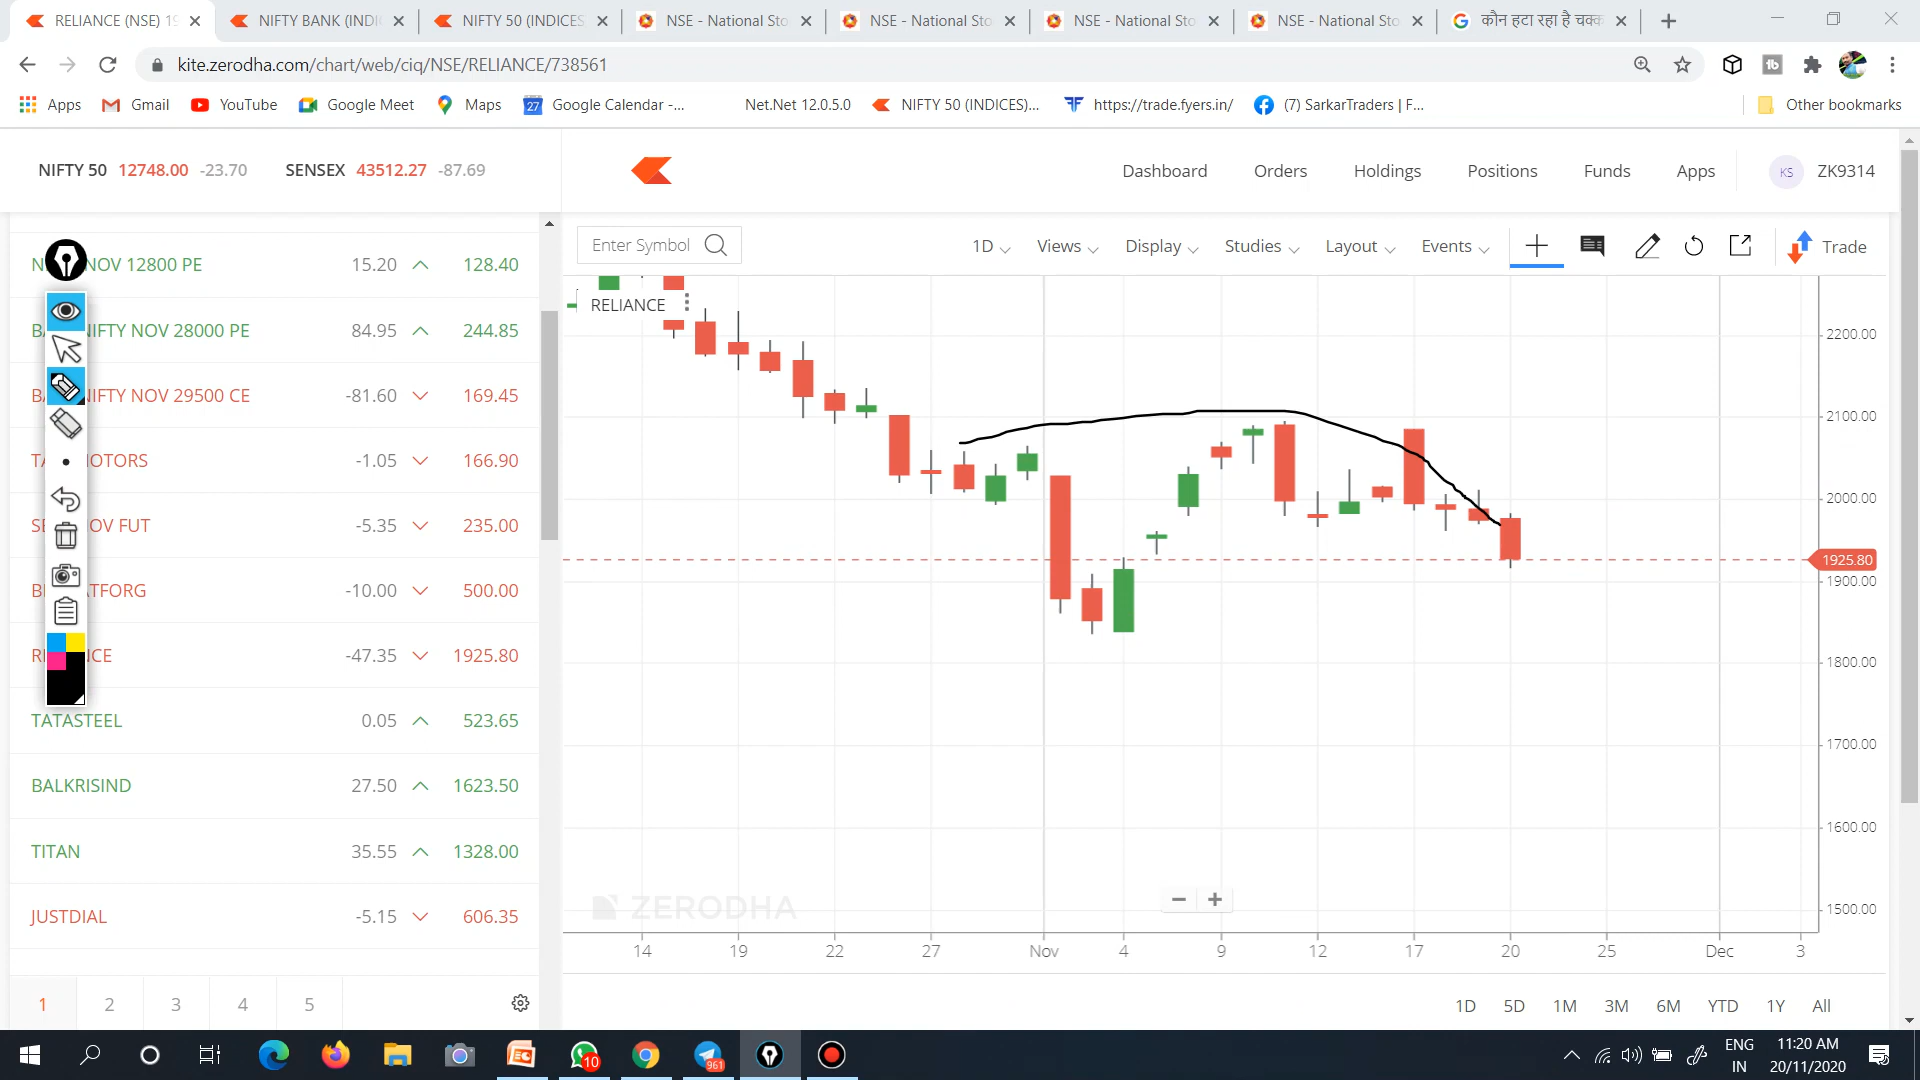 RELIANCE (NSE) 19
NIFTY BANK (INDI
NIFTY 50 (INDICES
NSE - National Sto
NSE - National Sto
NSE - National Sto
NSE - National Sto
कौन हटा रहा है चक्क
kite.zerodha.com/chart/web/ciq/NSE/RELIANCE/738561
Apps
Gmail
YouTube
Google Meet
Maps
27
Google Calendar -...
Net.Net 12.0.5.0
NIFTY 50 (INDICES)...
https://trade.fyers.in/
(7) SarkarTraders | F...
Other bookmarks
NIFTY 50 12748.00 -23.70
SENSEX 43512.27 -87.69
Dashboard
Orders
Holdings
Positions
Funds
Apps
KS
ZK9314
NOV 12800 PE 15.20 128.40
NIFTY NOV 28000 PE 84.95 244.85
NIFTY NOV 29500 CE -81.60 169.45
MOTORS -1.05 166.90
OV FUT -5.35 235.00
ATFORG -10.00 500.00
CE -47.35 1925.80
TATASTEEL 0.05 523.65
BALKRISIND 27.50 1623.50
TITAN 35.55 1328.00
JUSTDIAL -5.15 606.35
1 2 3 4 5
Enter Symbol
1D
Views
Display
Studies
Layout
Events
Trade
RELIANCE
2200.00
2100.00
2000.00
1925.80
1900.00
1800.00
1700.00
1600.00
1500.00
ZERODHA
14 19 22 27 Nov 4 9 12 17 20 25 Dec 3
1D 5D 1M 3M 6M YTD 1Y All
10
961
ENG
IN
11:20 AM
20/11/2020